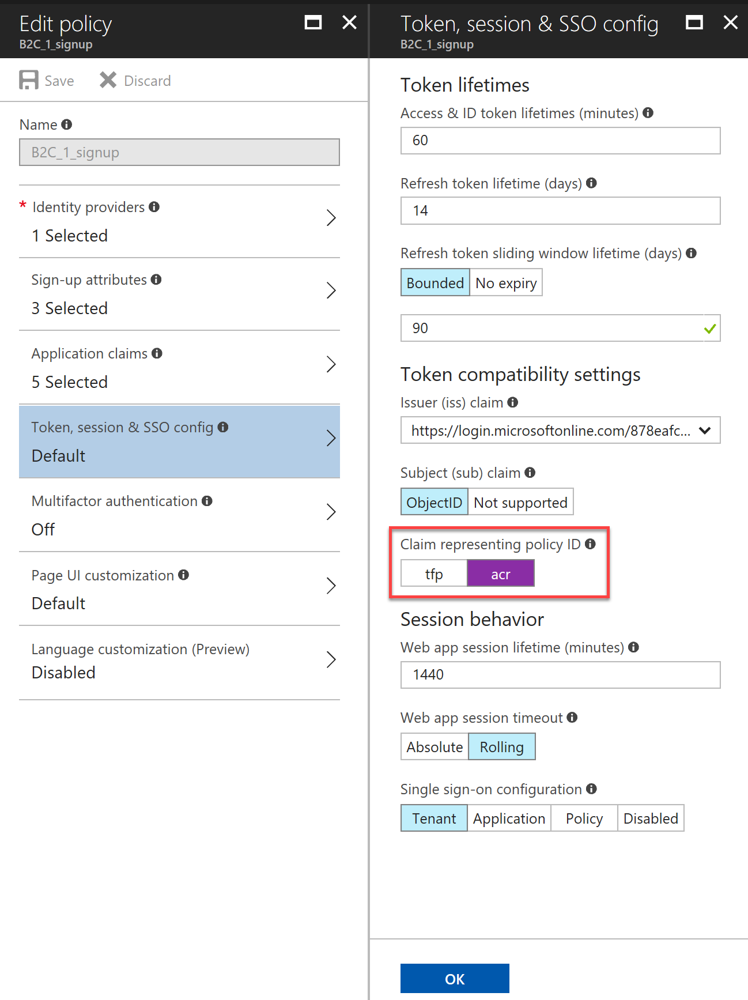 Edit policy
B2C_1_signup
Save
Discard
Name
B2C_1_signup
* Identity providers
1 Selected
Sign-up attributes
3 Selected
Application claims
5 Selected
Token, session & SSO config
Default
Multifactor authentication
Off
Page UI customization
Default
Language customization (Preview)
Disabled
Token, session & SSO config
B2C_1_signup
Token lifetimes
Access & ID token lifetimes (minutes)
60
Refresh token lifetime (days)
14
Refresh token sliding window lifetime (days)
Bounded No expiry
90
Token compatibility settings
Issuer (iss) claim
https://login.microsoftonline.com/878eafc...
Subject (sub) claim
ObjectID Not supported
Claim representing policy ID
tfp acr
Session behavior
Web app session lifetime (minutes)
1440
Web app session timeout
Absolute Rolling
Single sign-on configuration
Tenant Application Policy Disabled
OK